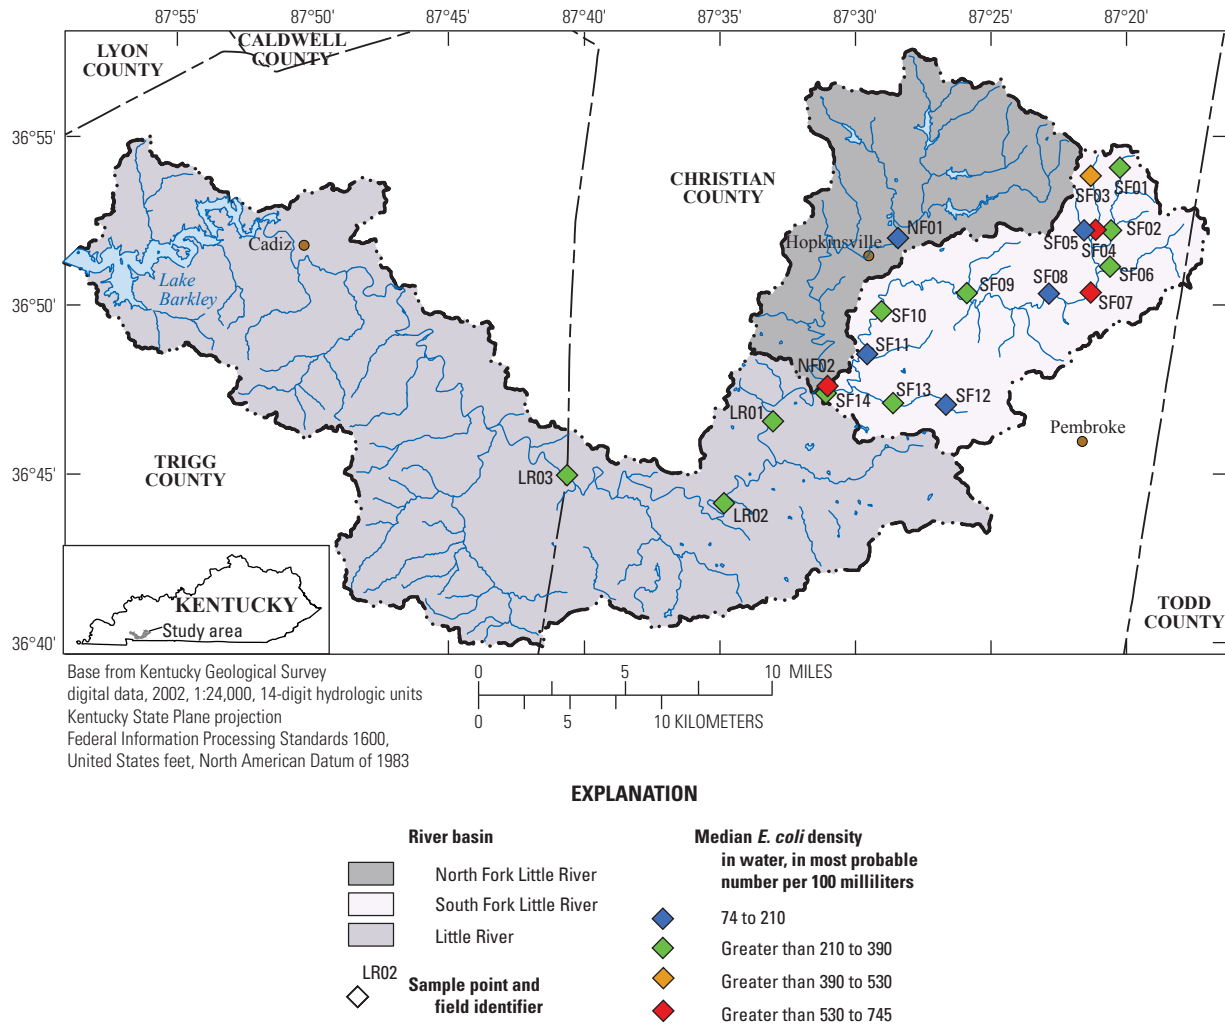 87°55' 87°50' 87°45' 87°40' 87°35' 87°30' 87°25' 87°20'
LYON
COUNTY
CALDWELL
COUNTY
36°55'
CHRISTIAN
COUNTY
SF03
SF01
NF01
SF05
SF04
SF02
Cadiz
Hopkinsville
SF06
Lake
Barkley
SF09
SF08
SF07
36°50'
SF10
SF11
NF02
SF14
SF13
SF12
LR01
Pembroke
TRIGG
COUNTY
36°45'
LR03
LR02
KENTUCKY
Study area
TODD
COUNTY
36°40'
Base from Kentucky Geological Survey
digital data, 2002, 1:24,000, 14-digit hydrologic units
Kentucky State Plane projection
Federal Information Processing Standards 1600,
United States feet, North American Datum of 1983
0 5 10 MILES
0 5 10 KILOMETERS
EXPLANATION
River basin
North Fork Little River
South Fork Little River
Little River
LR02
Sample point and
field identifier
Median E. coli density
in water, in most probable
number per 100 milliliters
74 to 210
Greater than 210 to 390
Greater than 390 to 530
Greater than 530 to 745